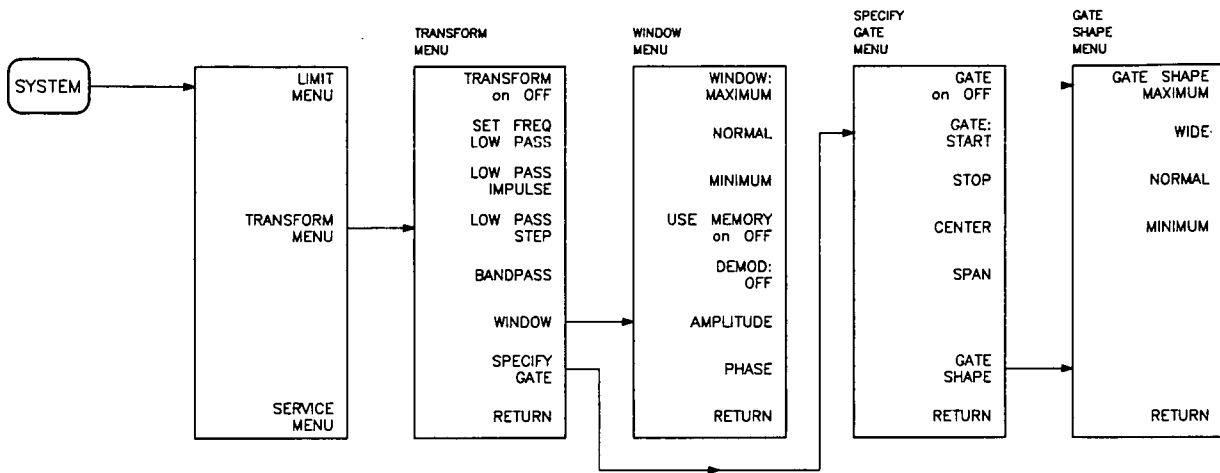 SYSTEM
LIMIT
MENU
TRANSFORM
MENU
SERVICE
MENU
TRANSFORM
MENU
TRANSFORM
on OFF
SET FREQ
LOW PASS
LOW PASS
IMPULSE
LOW PASS
STEP
BANDPASS
WINDOW
SPECIFY
GATE
RETURN
WINDOW
MENU
WINDOW:
MAXIMUM
NORMAL
MINIMUM
USE MEMORY
on OFF
DEMOD:
OFF
AMPLITUDE
PHASE
RETURN
SPECIFY
GATE
MENU
GATE
on OFF
GATE:
START
STOP
CENTER
SPAN
GATE
SHAPE
RETURN
GATE
SHAPE
MENU
GATE SHAPE
MAXIMUM
WIDE
NORMAL
MINIMUM
RETURN